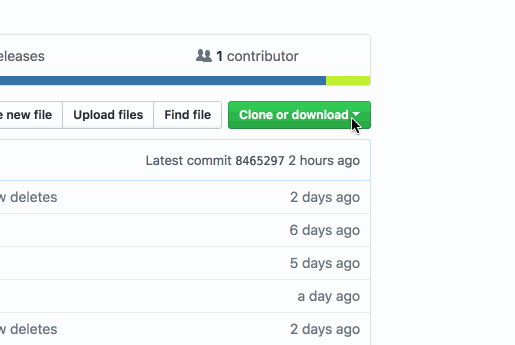 eleases 1 contributor
e new file Upload files Find file Clone or download
Latest commit 8465297 2 hours ago
w deletes 2 days ago
6 days ago
5 days ago
a day ago
w deletes 2 days ago